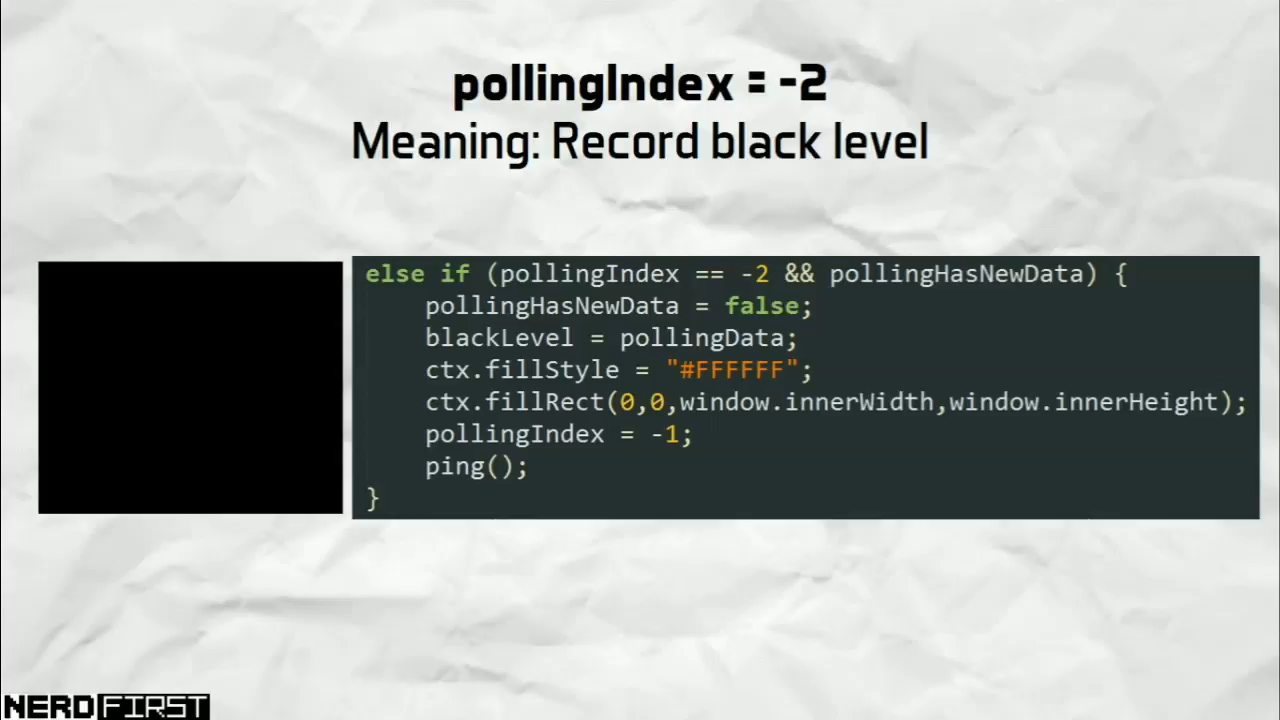 pollingIndex = -2
Meaning: Record black level
else if (pollingIndex == -2 && pollingHasNewData) {
    pollingHasNewData = false;
    blackLevel = pollingData;
    ctx.fillStyle = "#FFFFFF";
    ctx.fillRect(0,0,window.innerWidth,window.innerHeight);
    pollingIndex = -1;
    ping();
}
NERDFIRST